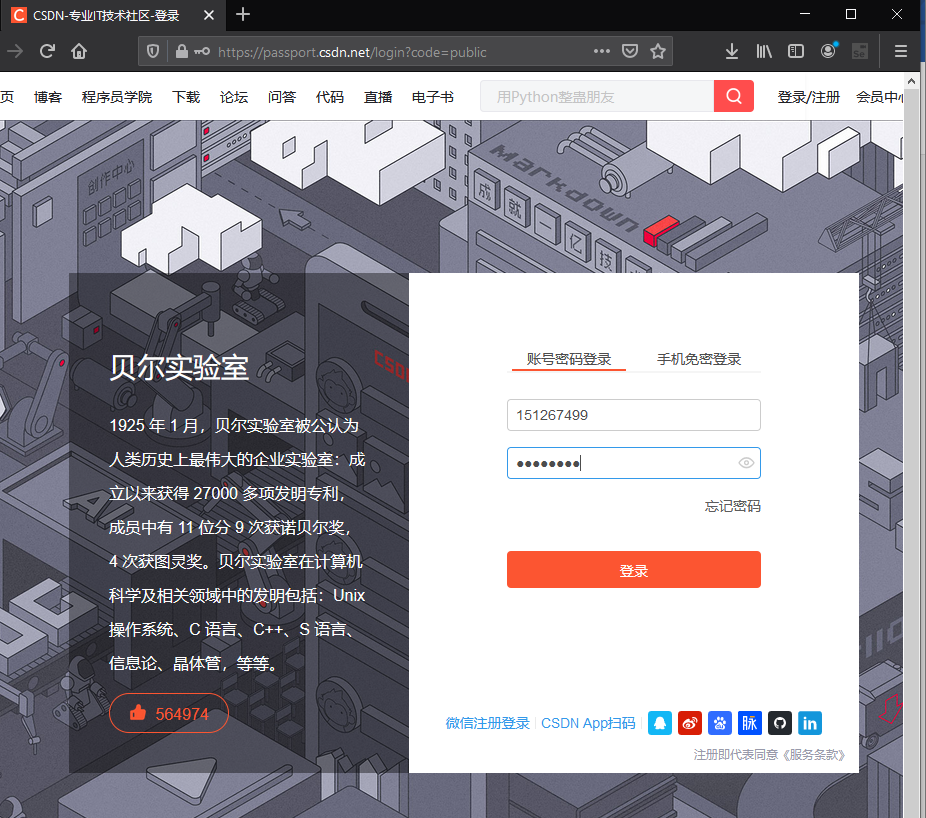 CSDN-专业IT技术社区-登录
https://passport.csdn.net/login?code=public
页 博客 程序员学院 下载 论坛 问答 代码 直播 电子书 用Python整蛊朋友 登录/注册 会员中心
创作中心
Markdown
成就一亿技
CSDN
贝尔实验室
1925 年 1 月，贝尔实验室被公认为
人类历史上最伟大的企业实验室：成
立以来获得 27000 多项发明专利，
成员中有 11 位分 9 次获诺贝尔奖，
4 次获图灵奖。贝尔实验室在计算机
科学及相关领域中的发明包括：Unix
操作系统、C 语言、C++、S 语言、
信息论、晶体管，等等。
564974
账号密码登录 手机免密登录
151267499
●●●●●●●●
忘记密码
登录
微信注册登录 CSDN App扫码 脉 in
注册即代表同意《服务条款》